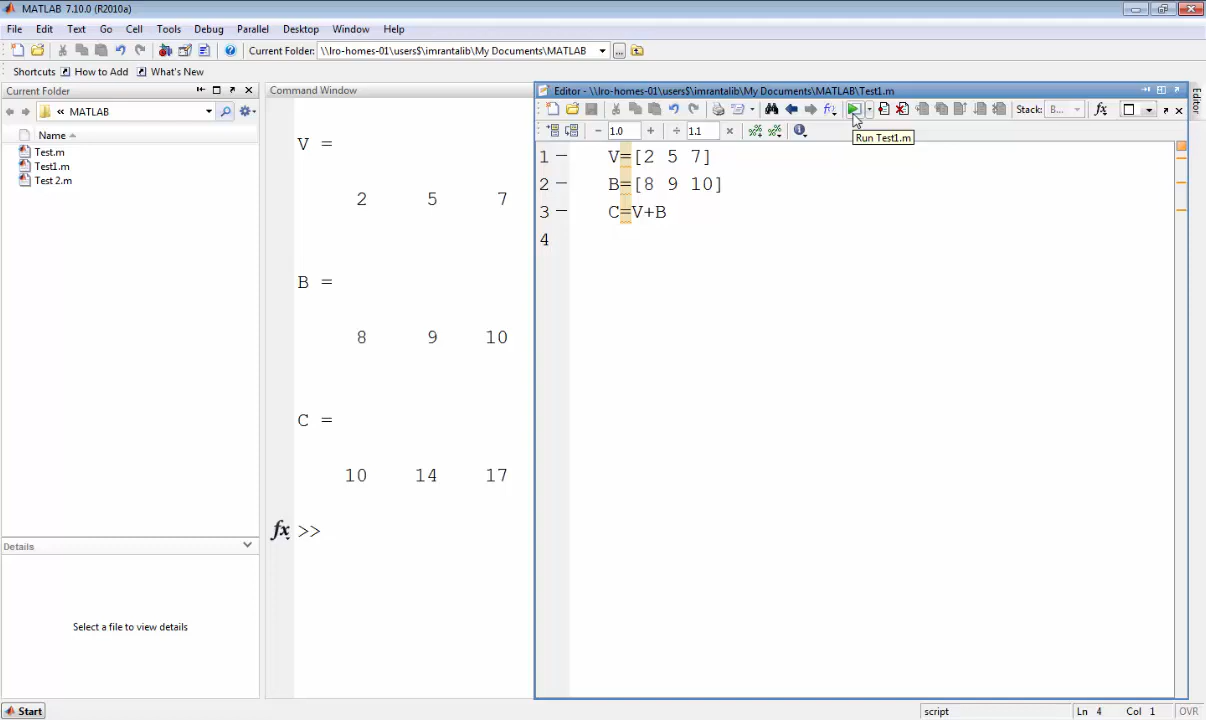 MATLAB 7.10.0 (R2010a)
File Edit Text Go Cell Tools Debug Parallel Desktop Window Help
Current Folder: \\lro-homes-01\users$\imrantalib\My Documents\MATLAB
Shortcuts How to Add What's New
Current Folder
« MATLAB
Name
Test.m
Test1.m
Test 2.m
Details
Select a file to view details
Command Window
V =
2 5 7
B =
8 9 10
C =
10 14 17
fx >>
Editor - \\lro-homes-01\users$\imrantalib\My Documents\MATLAB\Test1.m
Stack: B... fx
1.0 + ÷ 1.1 ×
Run Test1.m
1 — V=[2 5 7]
2 — B=[8 9 10]
3 — C=V+B
4
Editor
Start
script Ln 4 Col 1 OVR